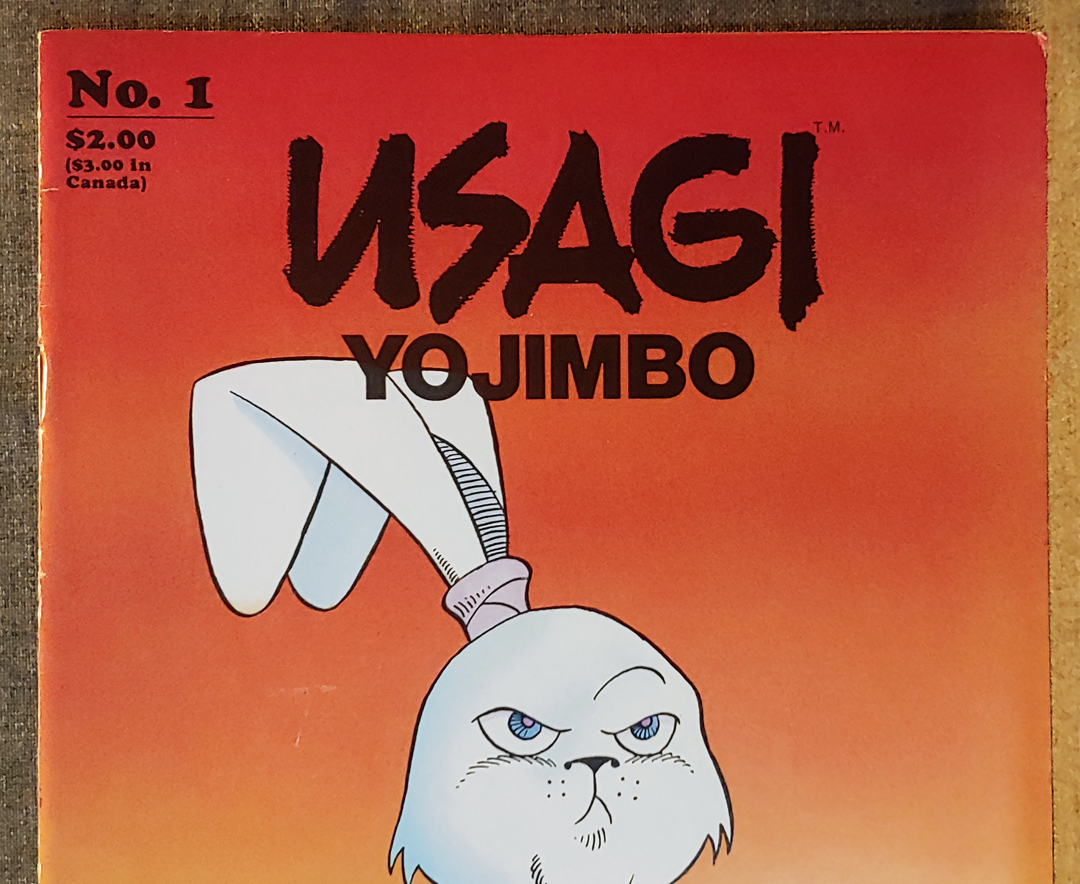 No. 1
$2.00
($3.00 in
Canada)
USAGI T.M.
YOJIMBO